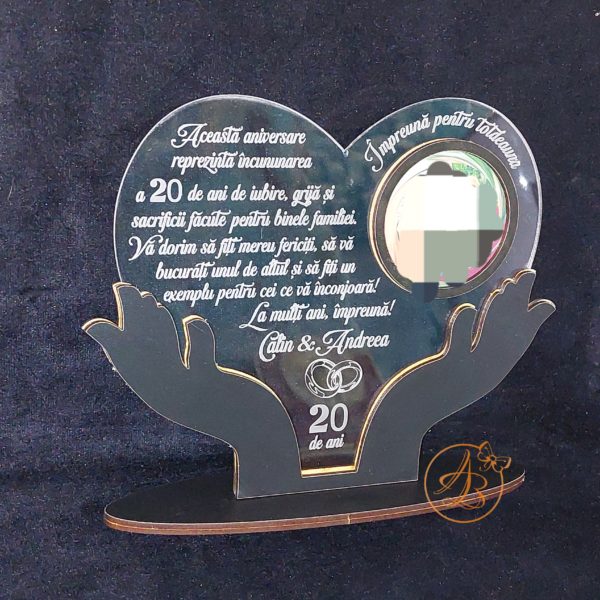 Această aniversare
reprezintă încununarea
a 20 de ani de iubire, grijă și
sacrificii făcute pentru binele familiei.
Vă dorim să fiți mereu fericiți, să vă
bucurați unul de altul și să fiți un
exemplu pentru cei ce vă înconjoară!
La mulți ani, împreună!
Călin & Andreea
20
de ani
Împreună pentru totdeauna
AS